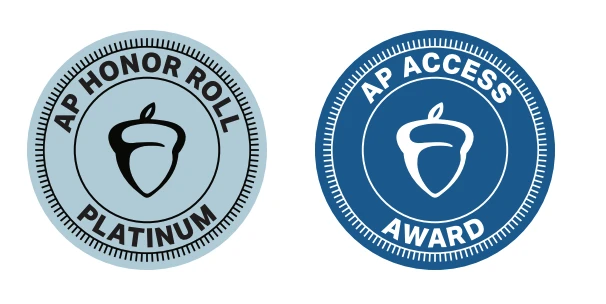 AP HONOR ROLL
PLATINUM
AP ACCESS
AWARD